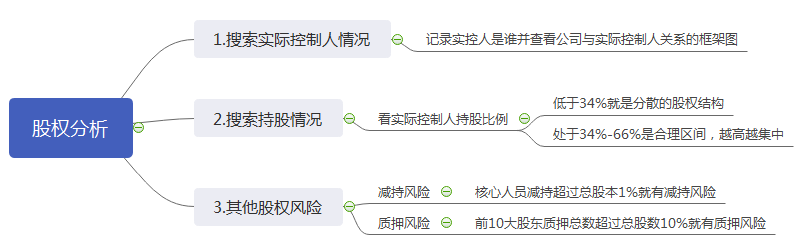 股权分析
1.搜索实际控制人情况
记录实控人是谁并查看公司与实际控制人关系的框架图
2.搜索持股情况
看实际控制人持股比例
低于34%就是分散的股权结构
处于34%-66%是合理区间，越高越集中
3.其他股权风险
减持风险
核心人员减持超过总股本1%就有减持风险
质押风险
前10大股东质押总数超过总股数10%就有质押风险